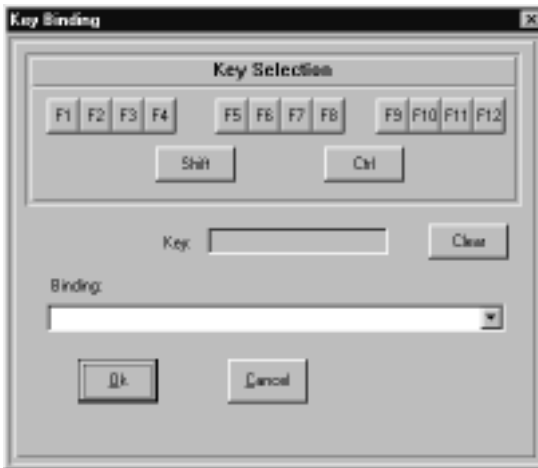 Key Binding
Key Selection
F1 F2 F3 F4 F5 F6 F7 F8 F9 F10 F11 F12
Shift Ctrl
Key: Clear
Binding:
Ok Cancel